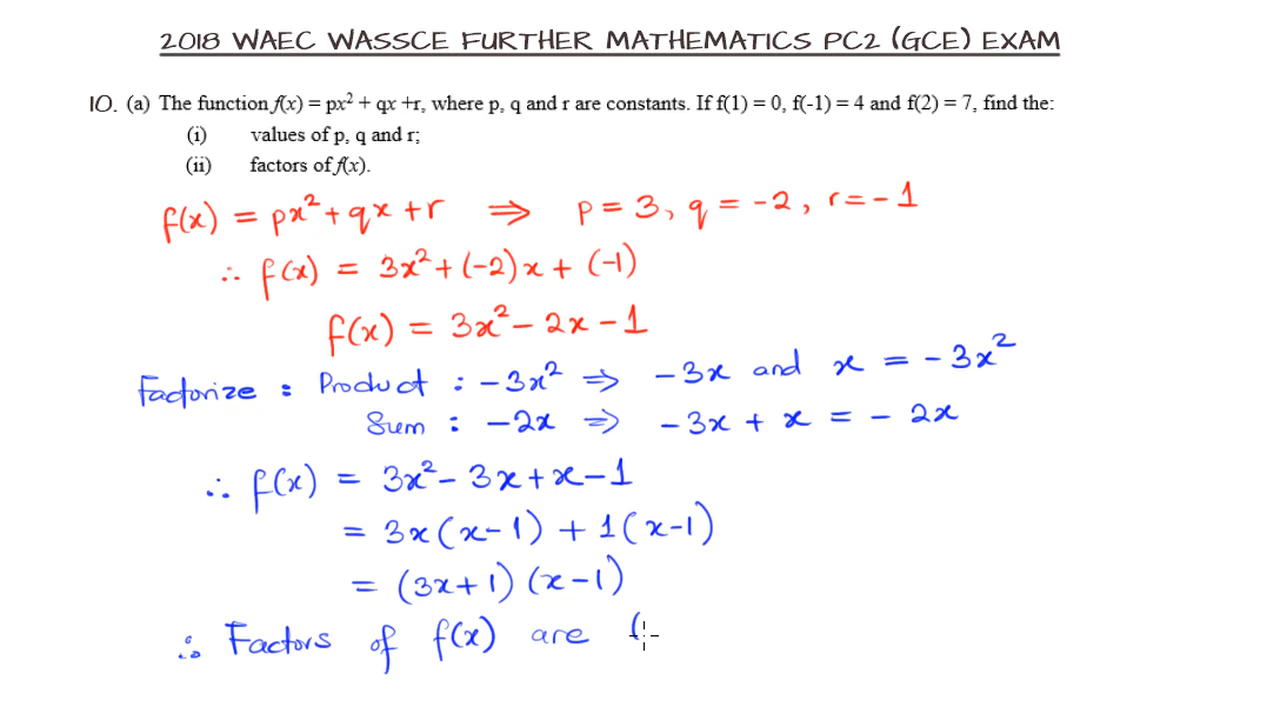 2018 WAEC WASSCE FURTHER MATHEMATICS PC2 (GCE) EXAM
10. (a) The function f(x) = px² + qx +r, where p, q and r are constants. If f(1) = 0, f(-1) = 4 and f(2) = 7, find the:
(i) values of p, q and r;
(ii) factors of f(x).
f(x) = px² + qx + r ⇒ p = 3, q = -2, r = -1
∴ f(x) = 3x² + (-2)x + (-1)
f(x) = 3x² - 2x - 1
Factorize : Product : -3x² ⇒ -3x and x = -3x²
Sum : -2x ⇒ -3x + x = - 2x
∴ f(x) = 3x² - 3x + x - 1
= 3x(x-1) + 1(x-1)
= (3x+1)(x-1)
∴ Factors of f(x) are (